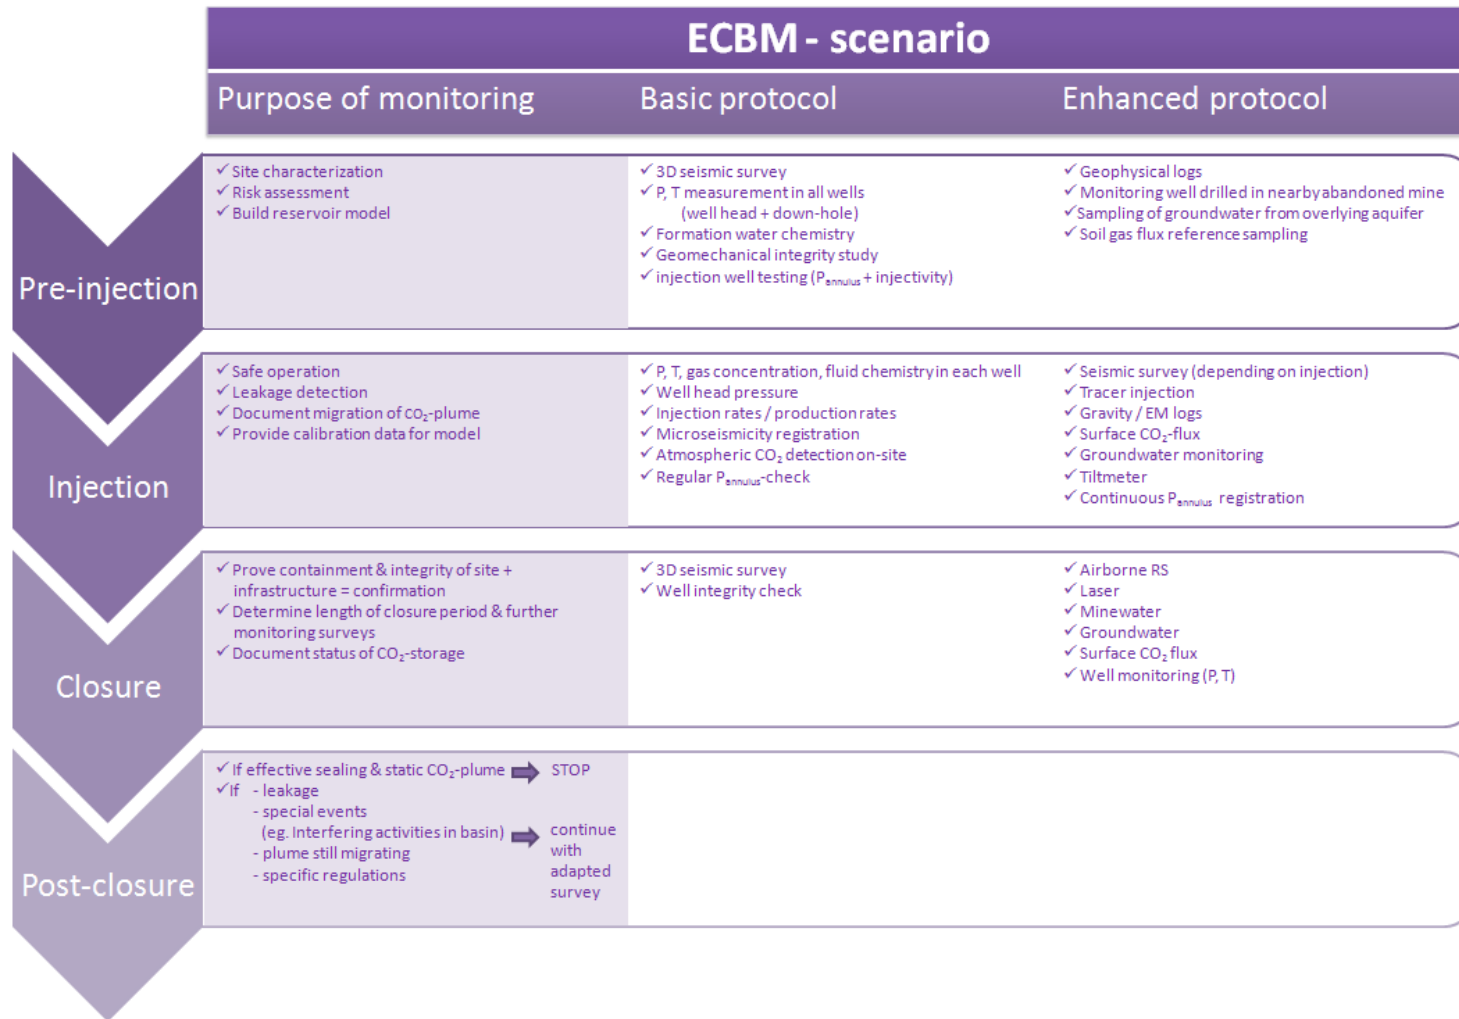 ECBM - scenario
Purpose of monitoring
Basic protocol
Enhanced protocol
Pre-injection
✓ Site characterization
✓ Risk assessment
✓ Build reservoir model
✓ 3D seismic survey
✓ P, T measurement in all wells
(well head + down-hole)
✓ Formation water chemistry
✓ Geomechanical integrity study
✓ injection well testing (Pannulus + injectivity)
✓ Geophysical logs
✓ Monitoring well drilled in nearby abandoned mine
✓ Sampling of groundwater from overlying aquifer
✓ Soil gas flux reference sampling
Injection
✓ Safe operation
✓ Leakage detection
✓ Document migration of CO₂-plume
✓ Provide calibration data for model
✓ P, T, gas concentration, fluid chemistry in each well
✓ Well head pressure
✓ Injection rates / production rates
✓ Microseismicity registration
✓ Atmospheric CO₂ detection on-site
✓ Regular Pannulus-check
✓ Seismic survey (depending on injection)
✓ Tracer injection
✓ Gravity / EM logs
✓ Surface CO₂-flux
✓ Groundwater monitoring
✓ Tiltmeter
✓ Continuous Pannulus registration
Closure
✓ Prove containment & integrity of site +
infrastructure = confirmation
✓ Determine length of closure period & further
monitoring surveys
✓ Document status of CO₂-storage
✓ 3D seismic survey
✓ Well integrity check
✓ Airborne RS
✓ Laser
✓ Minewater
✓ Groundwater
✓ Surface CO₂ flux
✓ Well monitoring (P, T)
Post-closure
✓ If effective sealing & static CO₂-plume ➡ STOP
✓ If - leakage
- special events
(eg. Interfering activities in basin) ➡ continue
with
- plume still migrating
adapted
- specific regulations
survey